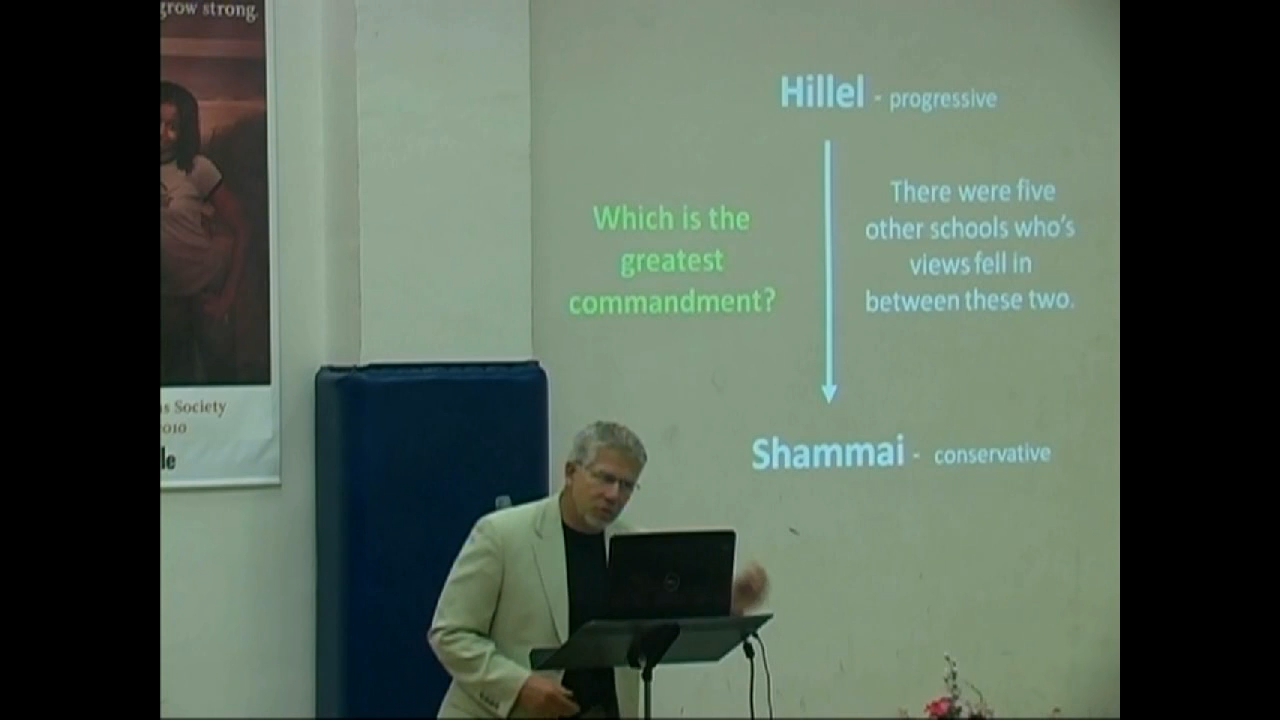 grow strong.
s Society
2010
le
Hillel - progressive
Which is the
greatest
commandment?
There were five
other schools who's
views fell in
between these two.
Shammai - conservative